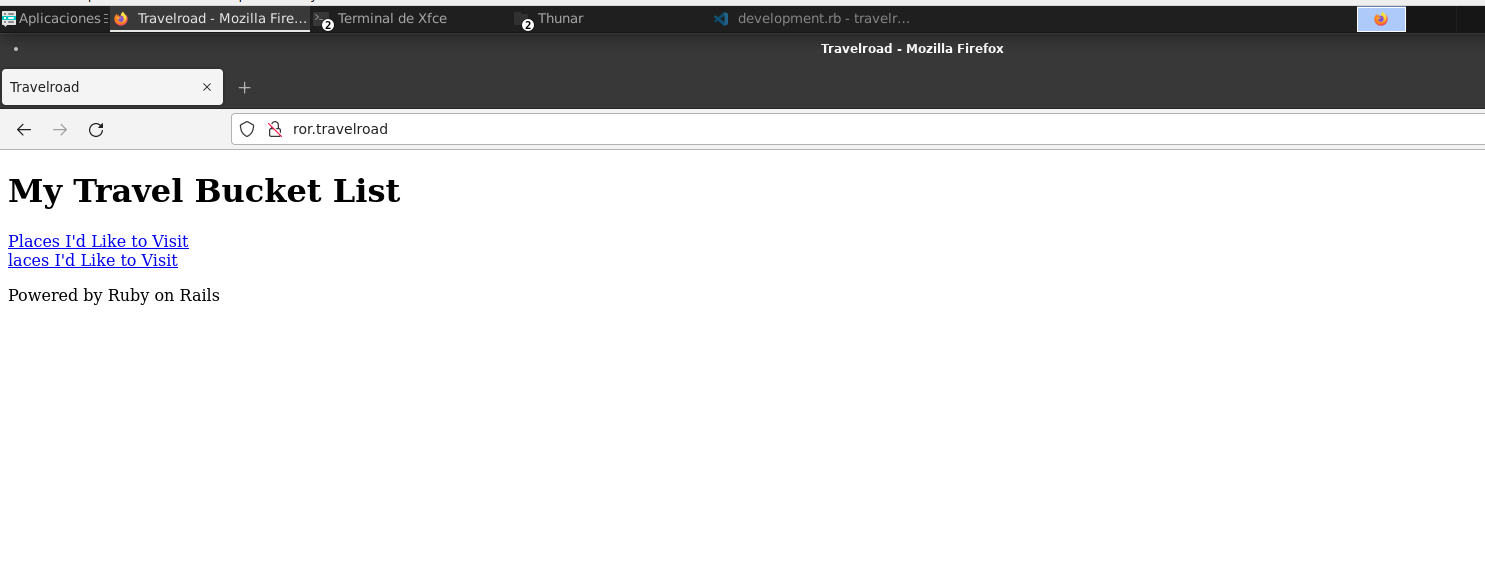 Aplicaciones
Travelroad - Mozilla Fire...
2
Terminal de Xfce
2
Thunar
development.rb - travelr...
Travelroad - Mozilla Firefox
Travelroad
ror.travelroad
My Travel Bucket List
Places I'd Like to Visit
laces I'd Like to Visit
Powered by Ruby on Rails